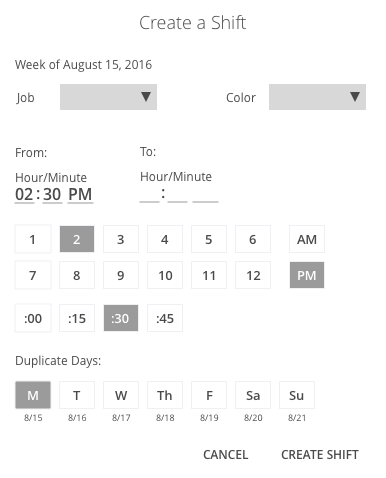 Create a Shift
Week of August 15, 2016
Job Color
From: To:
Hour/Minute Hour/Minute
02 : 30 PM __ : __ ___
1 2 3 4 5 6 AM
7 8 9 10 11 12 PM
:00 :15 :30 :45
Duplicate Days:
M T W Th F Sa Su
8/15 8/16 8/17 8/18 8/19 8/20 8/21
CANCEL CREATE SHIFT